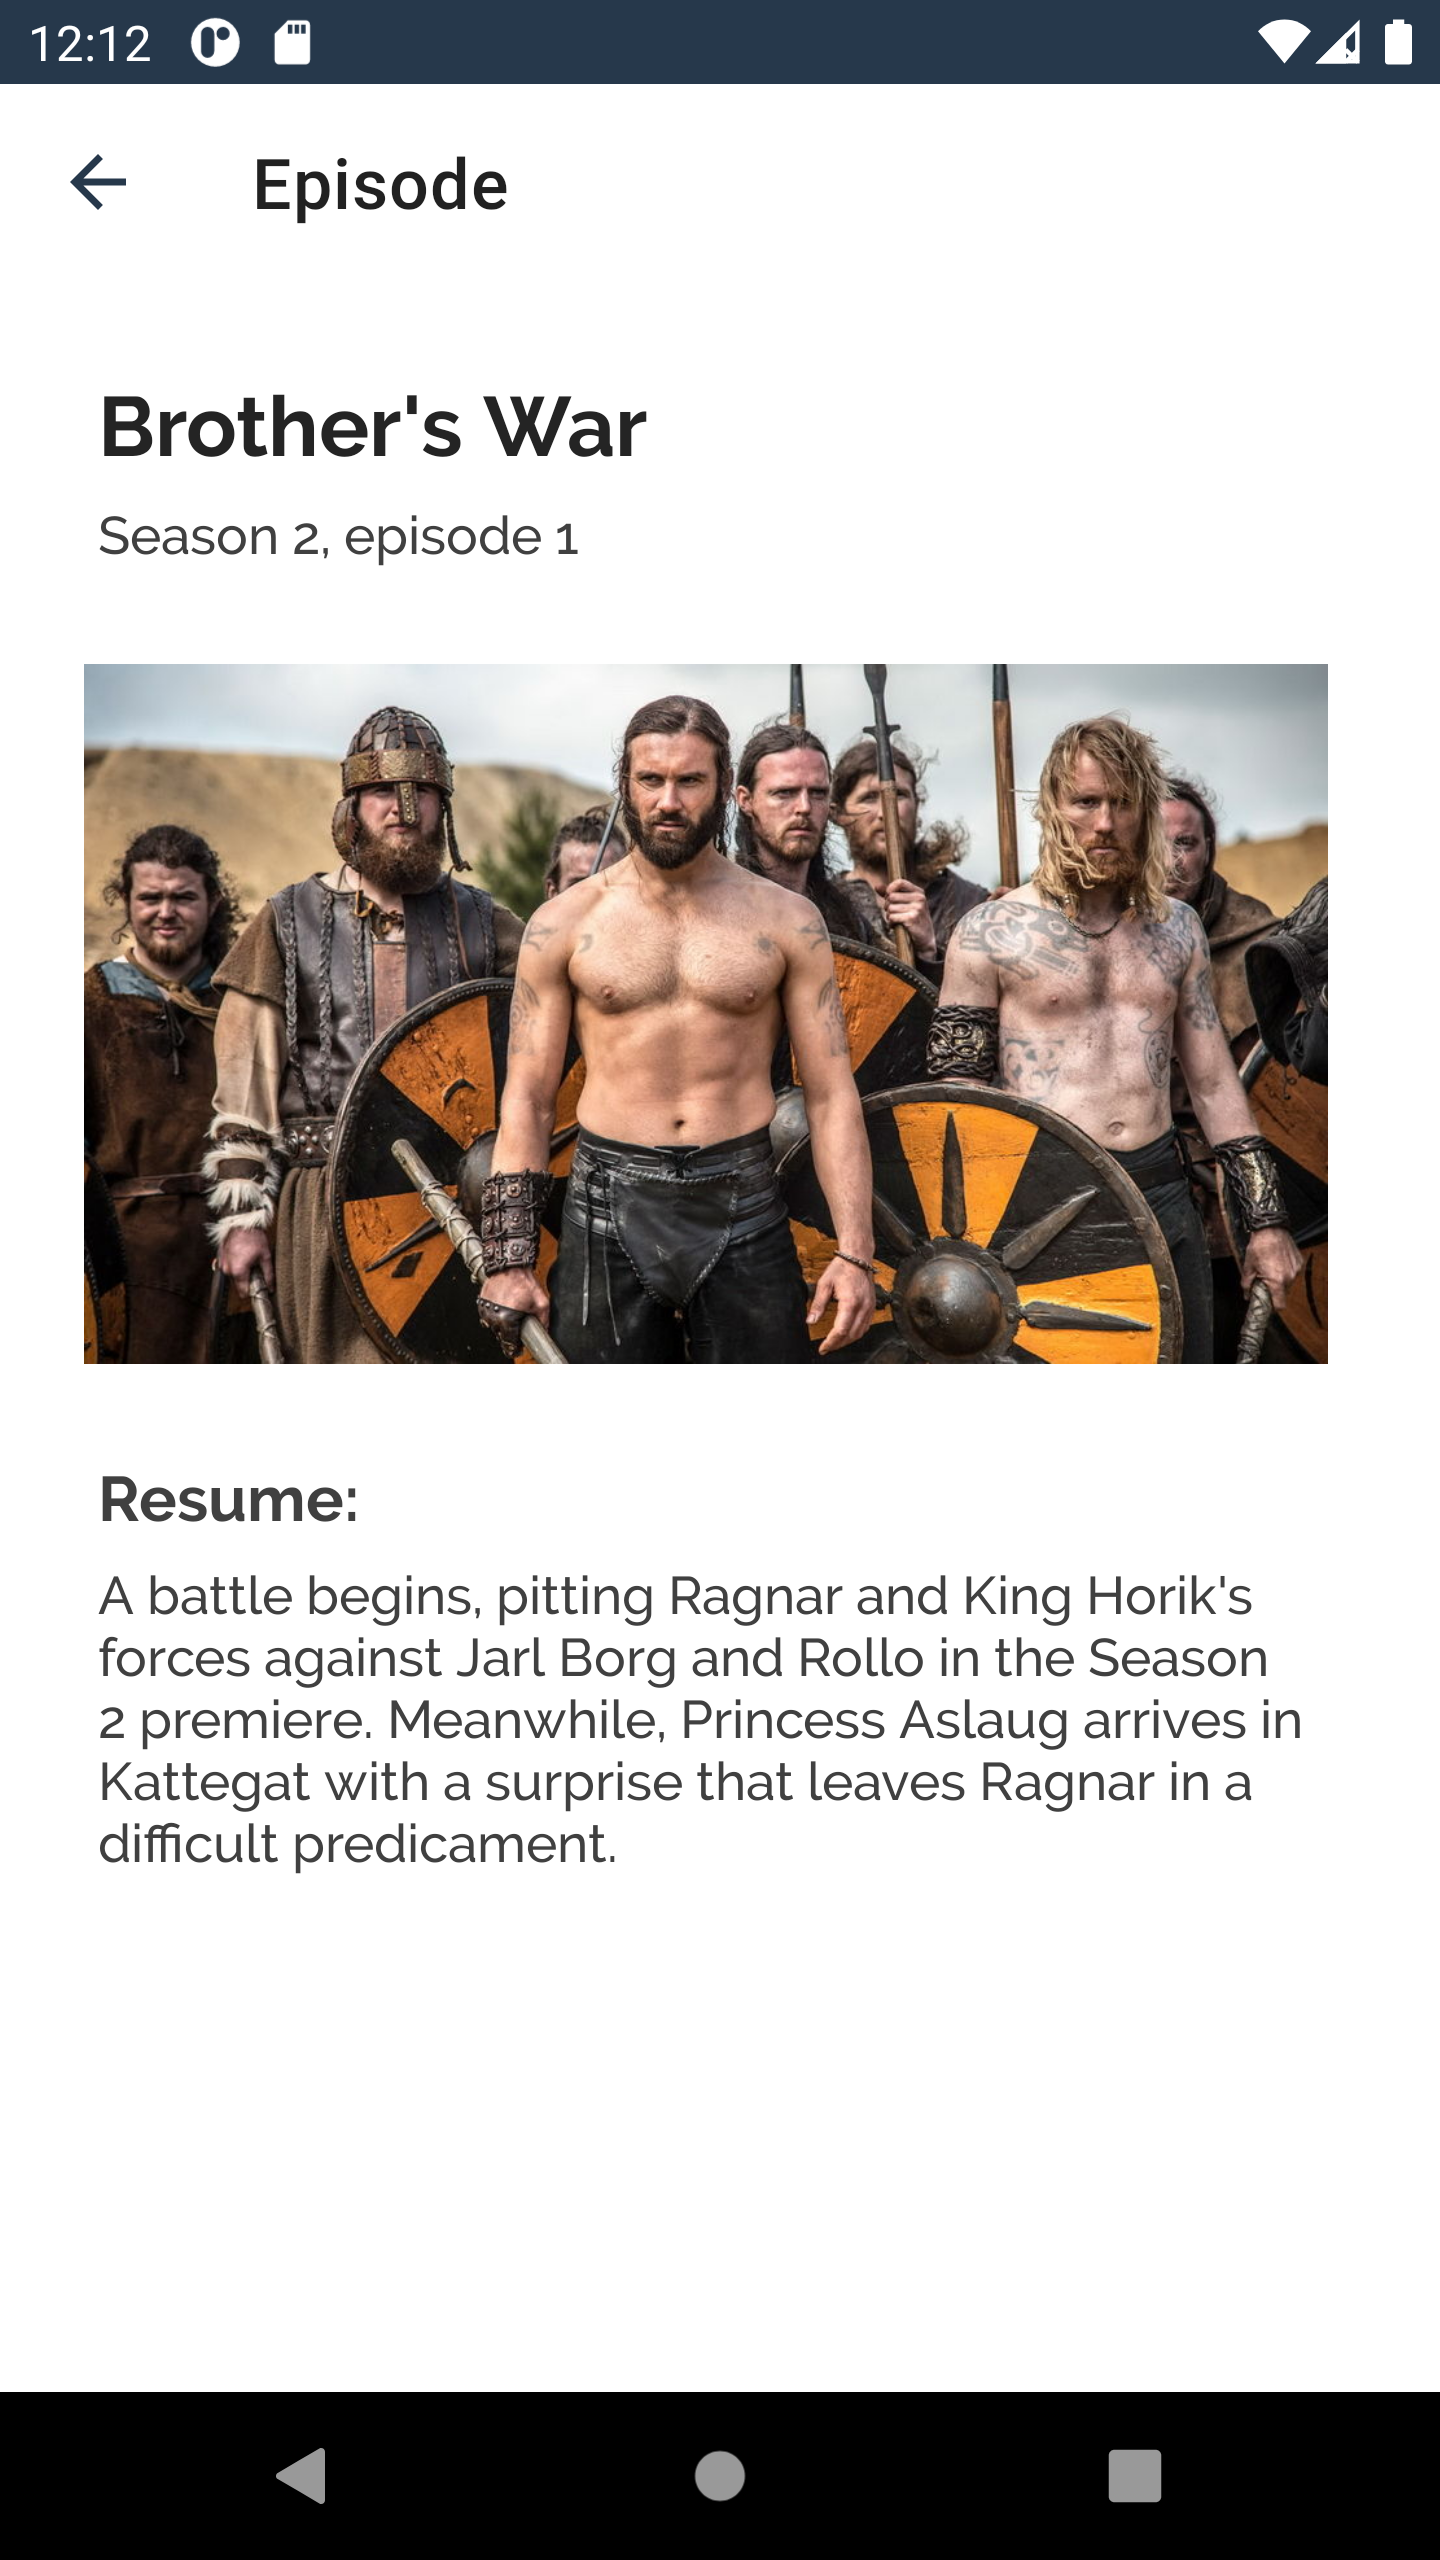 12:12
Episode
Brother's War
Season 2, episode 1
Resume:
A battle begins, pitting Ragnar and King Horik's
forces against Jarl Borg and Rollo in the Season
2 premiere. Meanwhile, Princess Aslaug arrives in
Kattegat with a surprise that leaves Ragnar in a
difficult predicament.